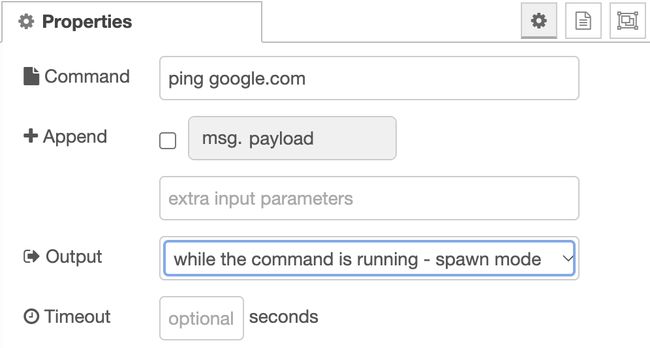 Properties
Command
ping google.com
Append
msg. payload
extra input parameters
Output
while the command is running - spawn mode
Timeout
optional
seconds